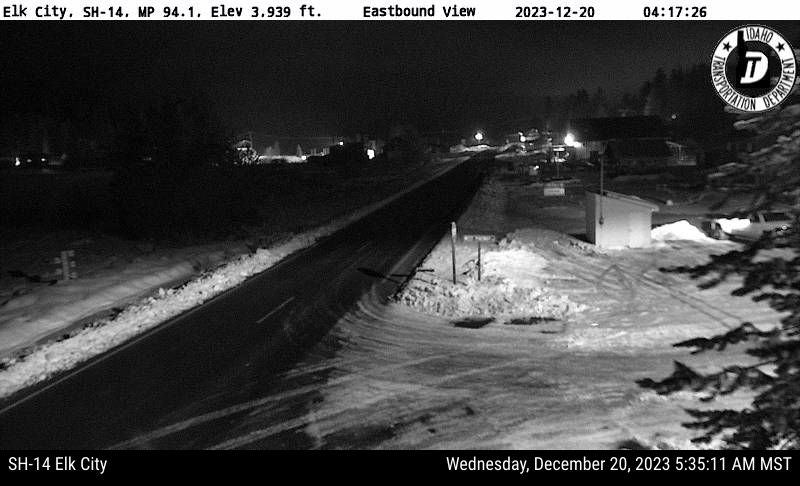 Elk City, SH-14, MP 94.1, Elev 3,939 ft. Eastbound View 2023-12-20 04:17:26
IDAHO
TRANSPORTATION DEPARTMENT
SH-14 Elk City Wednesday, December 20, 2023 5:35:11 AM MST